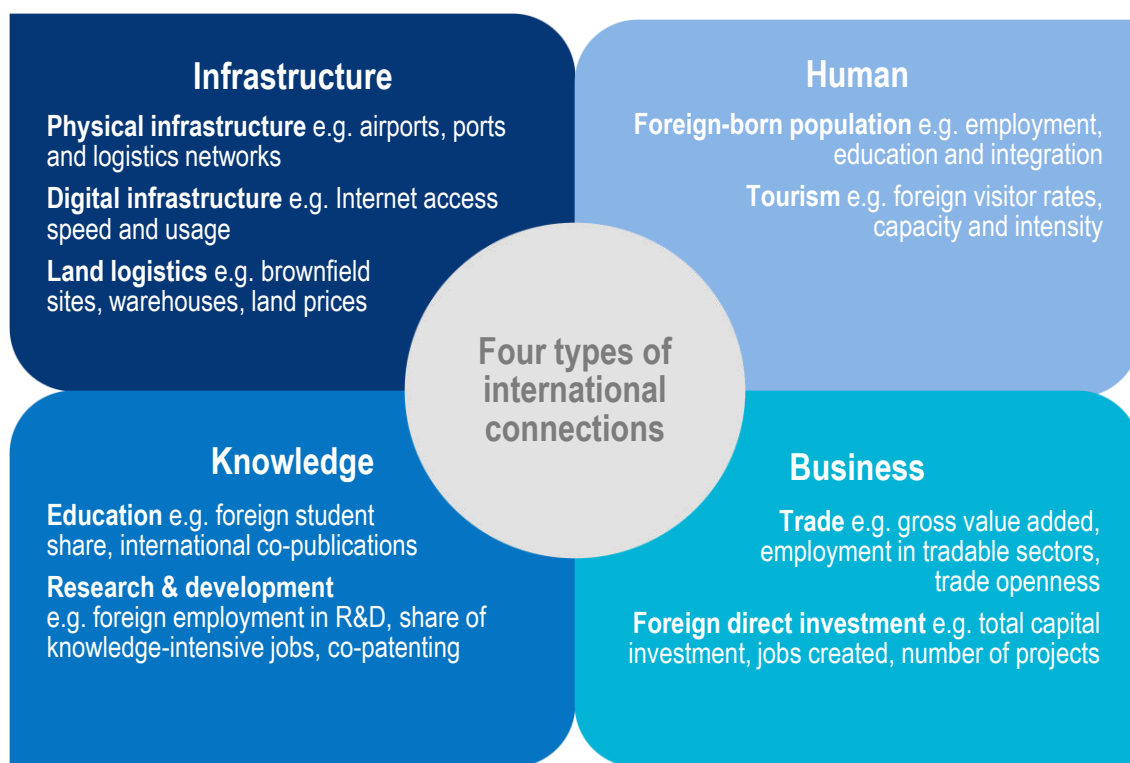 Infrastructure
Physical infrastructure e.g. airports, ports
and logistics networks
Digital infrastructure e.g. Internet access
speed and usage
Land logistics e.g. brownfield
sites, warehouses, land prices
Human
Foreign-born population e.g. employment,
education and integration
Tourism e.g. foreign visitor rates,
capacity and intensity
Four types of
international
connections
Knowledge
Education e.g. foreign student
share, international co-publications
Research & development
e.g. foreign employment in R&D, share of
knowledge-intensive jobs, co-patenting
Business
Trade e.g. gross value added,
employment in tradable sectors,
trade openness
Foreign direct investment e.g. total capital
investment, jobs created, number of projects